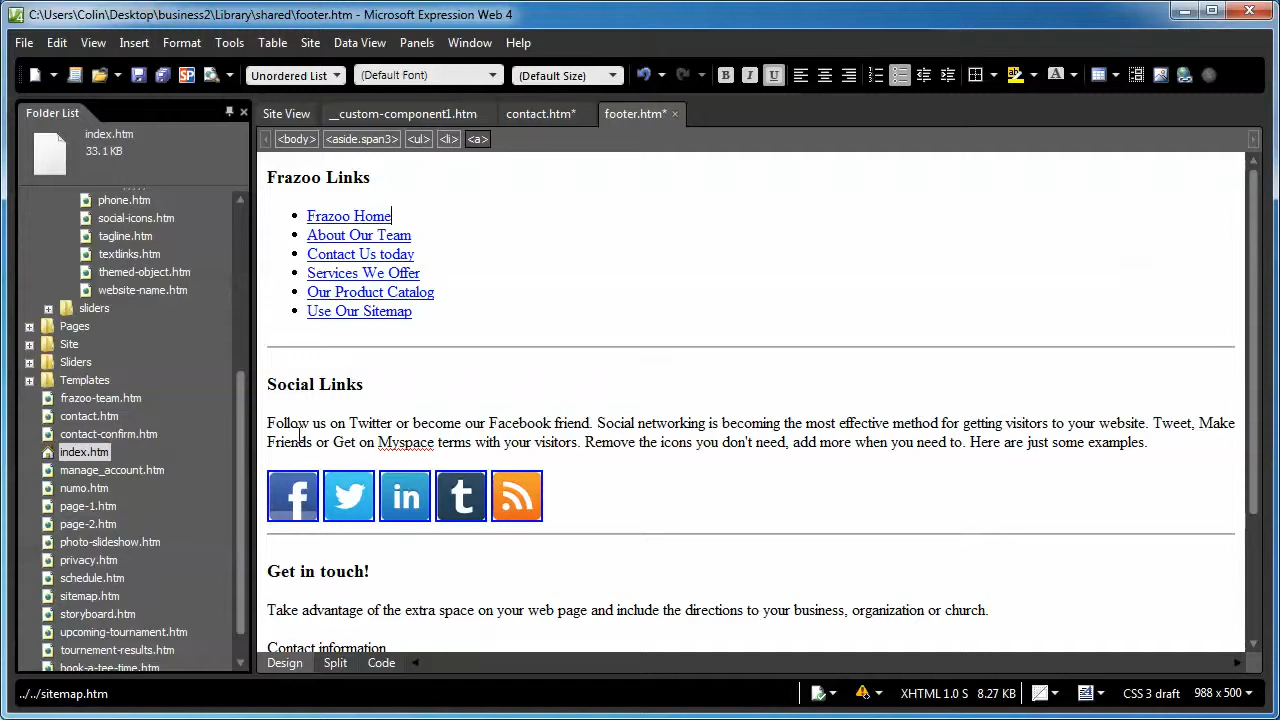 C:\Users\Colin\Desktop\business2\Library\shared\footer.htm - Microsoft Expression Web 4
File Edit View Insert Format Tools Table Site Data View Panels Window Help
Unordered List (Default Font) (Default Size) B I U A
Folder List
Site View __custom-component1.htm contact.htm* footer.htm*
index.htm
33.1 KB
<body> <aside.span3> <ul> <li> <a>
phone.htm
social-icons.htm
tagline.htm
textlinks.htm
themed-object.htm
website-name.htm
sliders
Pages
Site
Sliders
Templates
frazoo-team.htm
contact.htm
contact-confirm.htm
index.htm
manage_account.htm
numo.htm
page-1.htm
page-2.htm
photo-slideshow.htm
privacy.htm
schedule.htm
sitemap.htm
storyboard.htm
upcoming-tournament.htm
tournement-results.htm
book-a-tee-time.htm
Frazoo Links
Frazoo Home
About Our Team
Contact Us today
Services We Offer
Our Product Catalog
Use Our Sitemap
Social Links
Follow us on Twitter or become our Facebook friend. Social networking is becoming the most effective method for getting visitors to your website. Tweet, Make
Friends or Get on Myspace terms with your visitors. Remove the icons you don't need, add more when you need to. Here are just some examples.
f in t
Get in touch!
Take advantage of the extra space on your web page and include the directions to your business, organization or church.
Contact information
Design Split Code
../../sitemap.htm XHTML 1.0 S 8.27 KB CSS 3 draft 988 x 500